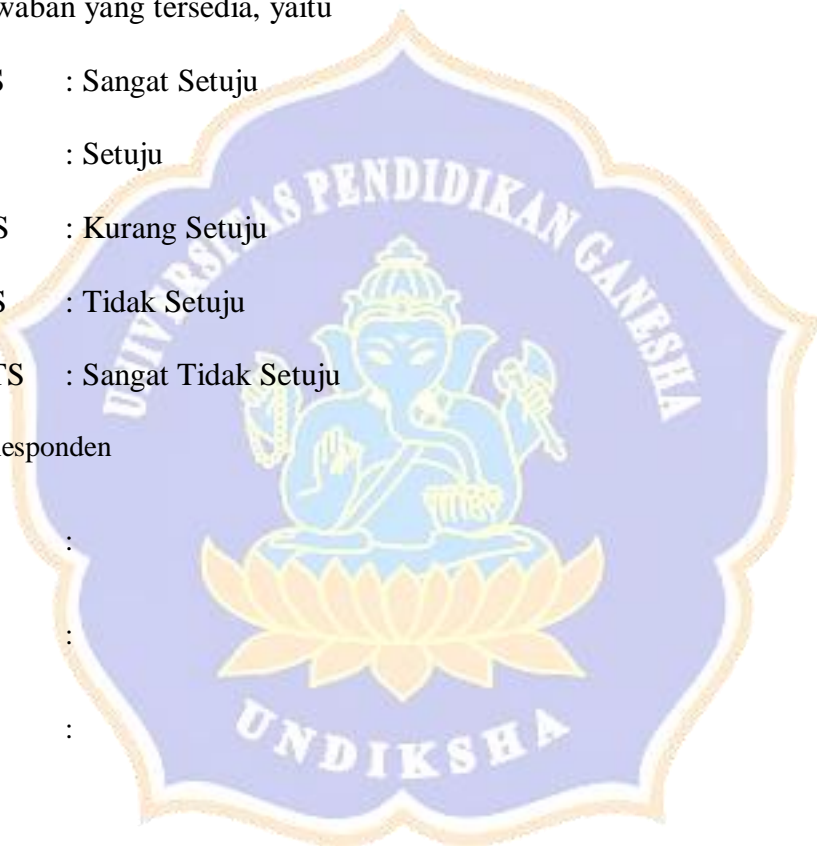 waban yang tersedia, yaitu
S : Sangat Setuju
: Setuju
S : Kurang Setuju
S : Tidak Setuju
TS : Sangat Tidak Setuju
esponden
:
:
:
UNIVERSITAS PENDIDIKAN GANESHA
UNDIKSHA